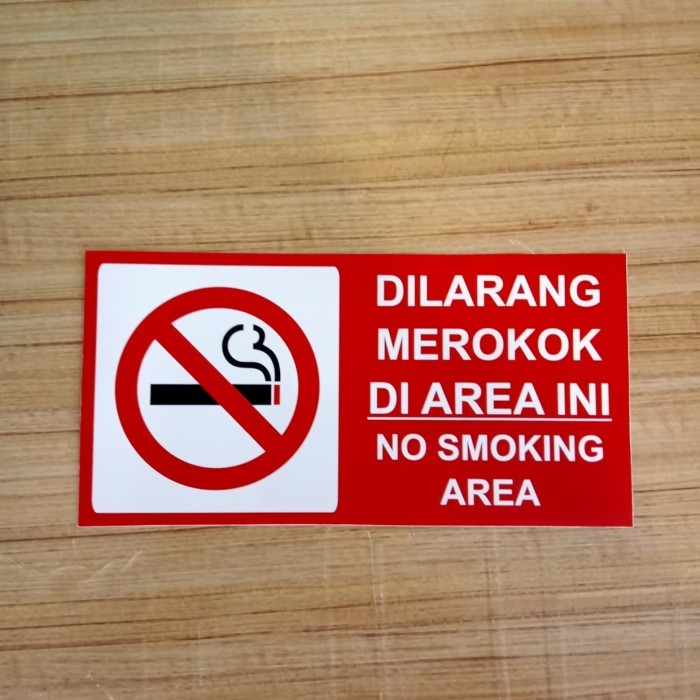 DILARANG
MEROKOK
DI AREA INI
NO SMOKING
AREA